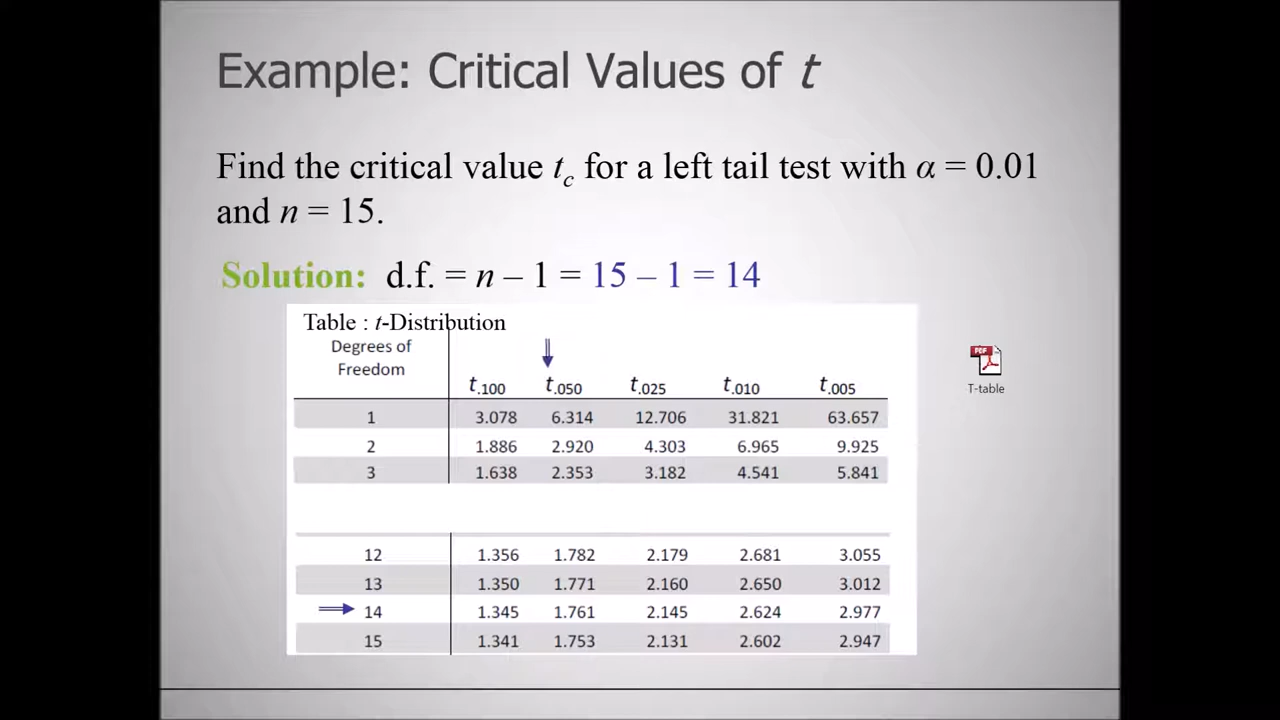 Example: Critical Values of t
Find the critical value tc for a left tail test with α = 0.01
and n = 15.
Solution: d.f. = n – 1 = 15 – 1 = 14
Table : t-Distribution
Degrees of
Freedom
t.100 t.050 t.025 t.010 t.005
1 3.078 6.314 12.706 31.821 63.657
2 1.886 2.920 4.303 6.965 9.925
3 1.638 2.353 3.182 4.541 5.841
12 1.356 1.782 2.179 2.681 3.055
13 1.350 1.771 2.160 2.650 3.012
14 1.345 1.761 2.145 2.624 2.977
15 1.341 1.753 2.131 2.602 2.947
PDF
T-table